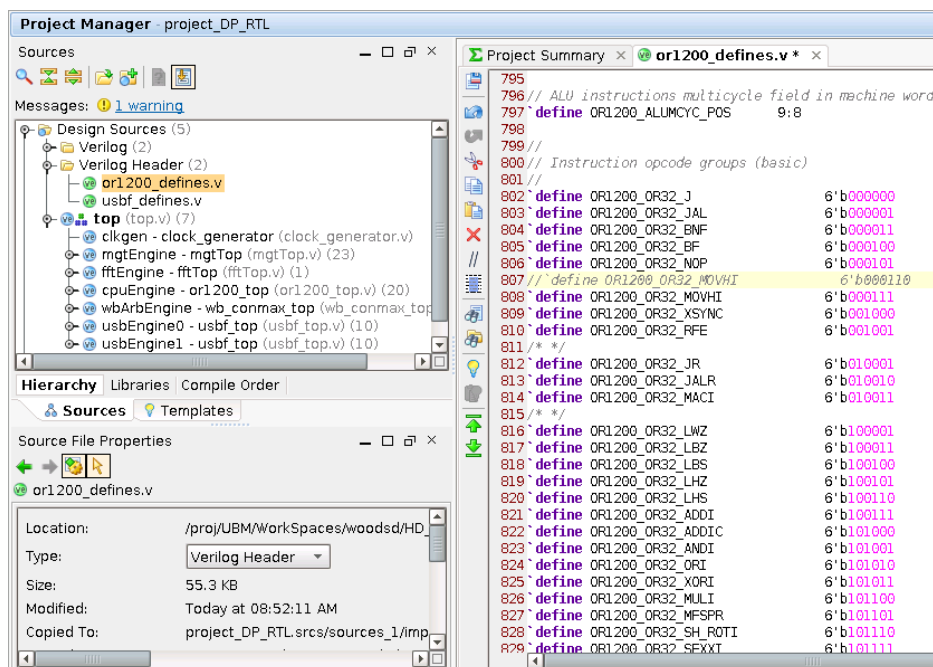 Project Manager - project_DP_RTL
Sources
Messages: 1 warning
Design Sources (5)
Verilog (2)
Verilog Header (2)
or1200_defines.v
usbf_defines.v
top (top.v) (7)
clkgen - clock_generator (clock_generator.v)
mgtEngine - mgtTop (mgtTop.v) (23)
fftEngine - fftTop (fftTop.v) (1)
cpuEngine - or1200_top (or1200_top.v) (20)
wbArbEngine - wb_conmax_top (wb_conmax_top
usbEngine0 - usbf_top (usbf_top.v) (10)
usbEngine1 - usbf_top (usbf_top.v) (10)
Hierarchy Libraries Compile Order
Sources Templates
Source File Properties
or1200_defines.v
Location: /proj/UBM/WorkSpaces/woodsd/HD_
Type: Verilog Header
Size: 55.3 KB
Modified: Today at 08:52:11 AM
Copied To: project_DP_RTL.srcs/sources_1/imp
Project Summary or1200_defines.v *
795
796 // ALU instructions multicycle field in machine word
797 `define OR1200_ALUMCYC_POS 9:8
798
799 //
800 // Instruction opcode groups (basic)
801 //
802 `define OR1200_OR32_J 6'b000000
803 `define OR1200_OR32_JAL 6'b000001
804 `define OR1200_OR32_BNF 6'b000011
805 `define OR1200_OR32_BF 6'b000100
806 `define OR1200_OR32_NOP 6'b000101
807 //`define OR1200_OR32_MOVHI 6'b000110
808 `define OR1200_OR32_MOVHI 6'b000111
809 `define OR1200_OR32_XSYNC 6'b001000
810 `define OR1200_OR32_RFE 6'b001001
811 /* */
812 `define OR1200_OR32_JR 6'b010001
813 `define OR1200_OR32_JALR 6'b010010
814 `define OR1200_OR32_MACI 6'b010011
815 /* */
816 `define OR1200_OR32_LWZ 6'b100001
817 `define OR1200_OR32_LBZ 6'b100011
818 `define OR1200_OR32_LBS 6'b100100
819 `define OR1200_OR32_LHZ 6'b100101
820 `define OR1200_OR32_LHS 6'b100110
821 `define OR1200_OR32_ADDI 6'b100111
822 `define OR1200_OR32_ADDIC 6'b101000
823 `define OR1200_OR32_ANDI 6'b101001
824 `define OR1200_OR32_ORI 6'b101010
825 `define OR1200_OR32_XORI 6'b101011
826 `define OR1200_OR32_MULI 6'b101100
827 `define OR1200_OR32_MFSPR 6'b101101
828 `define OR1200_OR32_SH_ROTI 6'b101110
829 `define OR1200_OR32_SFXXI 6'b101111